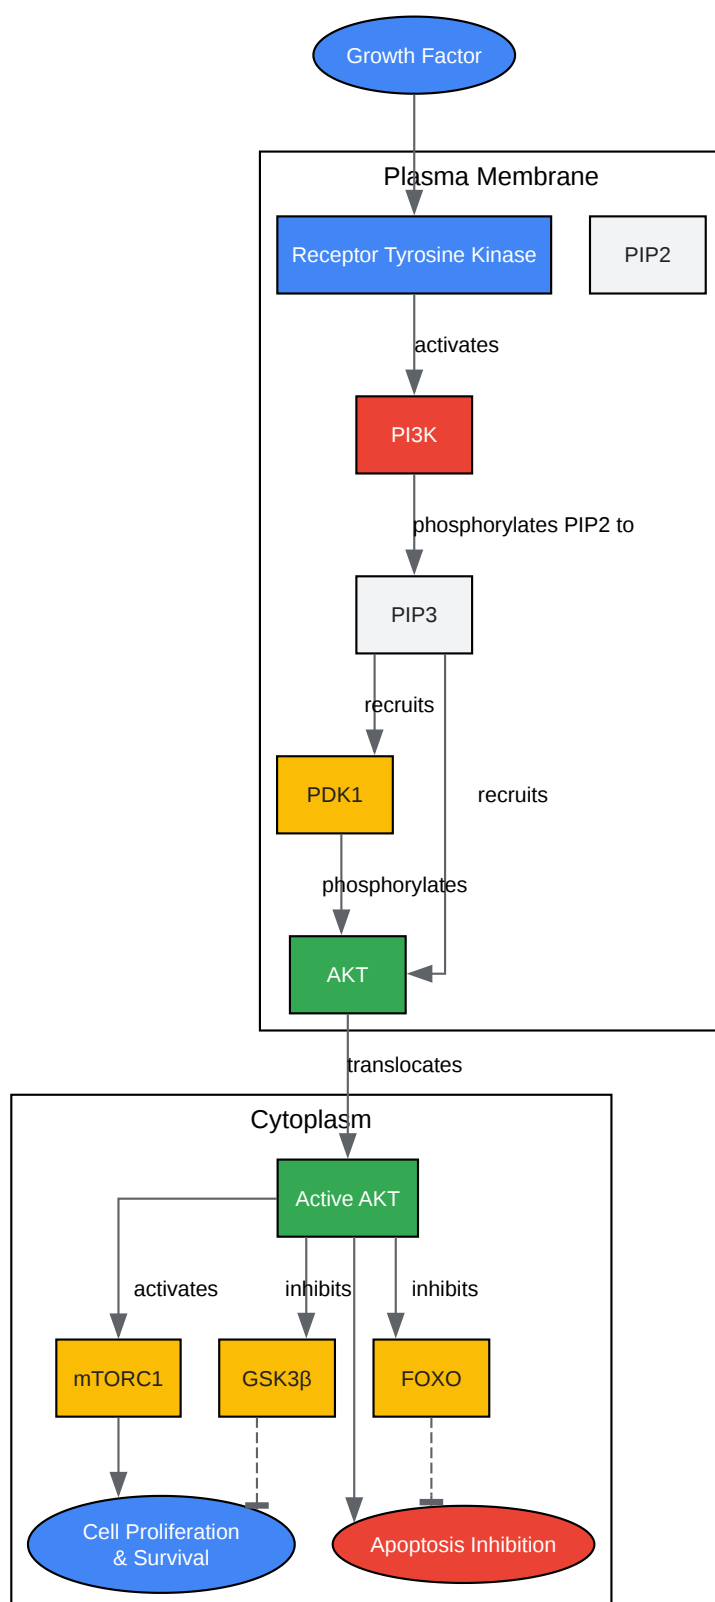 Growth Factor
Plasma Membrane
Receptor Tyrosine Kinase
PIP2
activates
PI3K
phosphorylates PIP2 to
PIP3
recruits
PDK1
recruits
phosphorylates
AKT
translocates
Cytoplasm
Active AKT
activates
inhibits
inhibits
mTORC1
GSK3β
FOXO
Cell Proliferation
& Survival
Apoptosis Inhibition